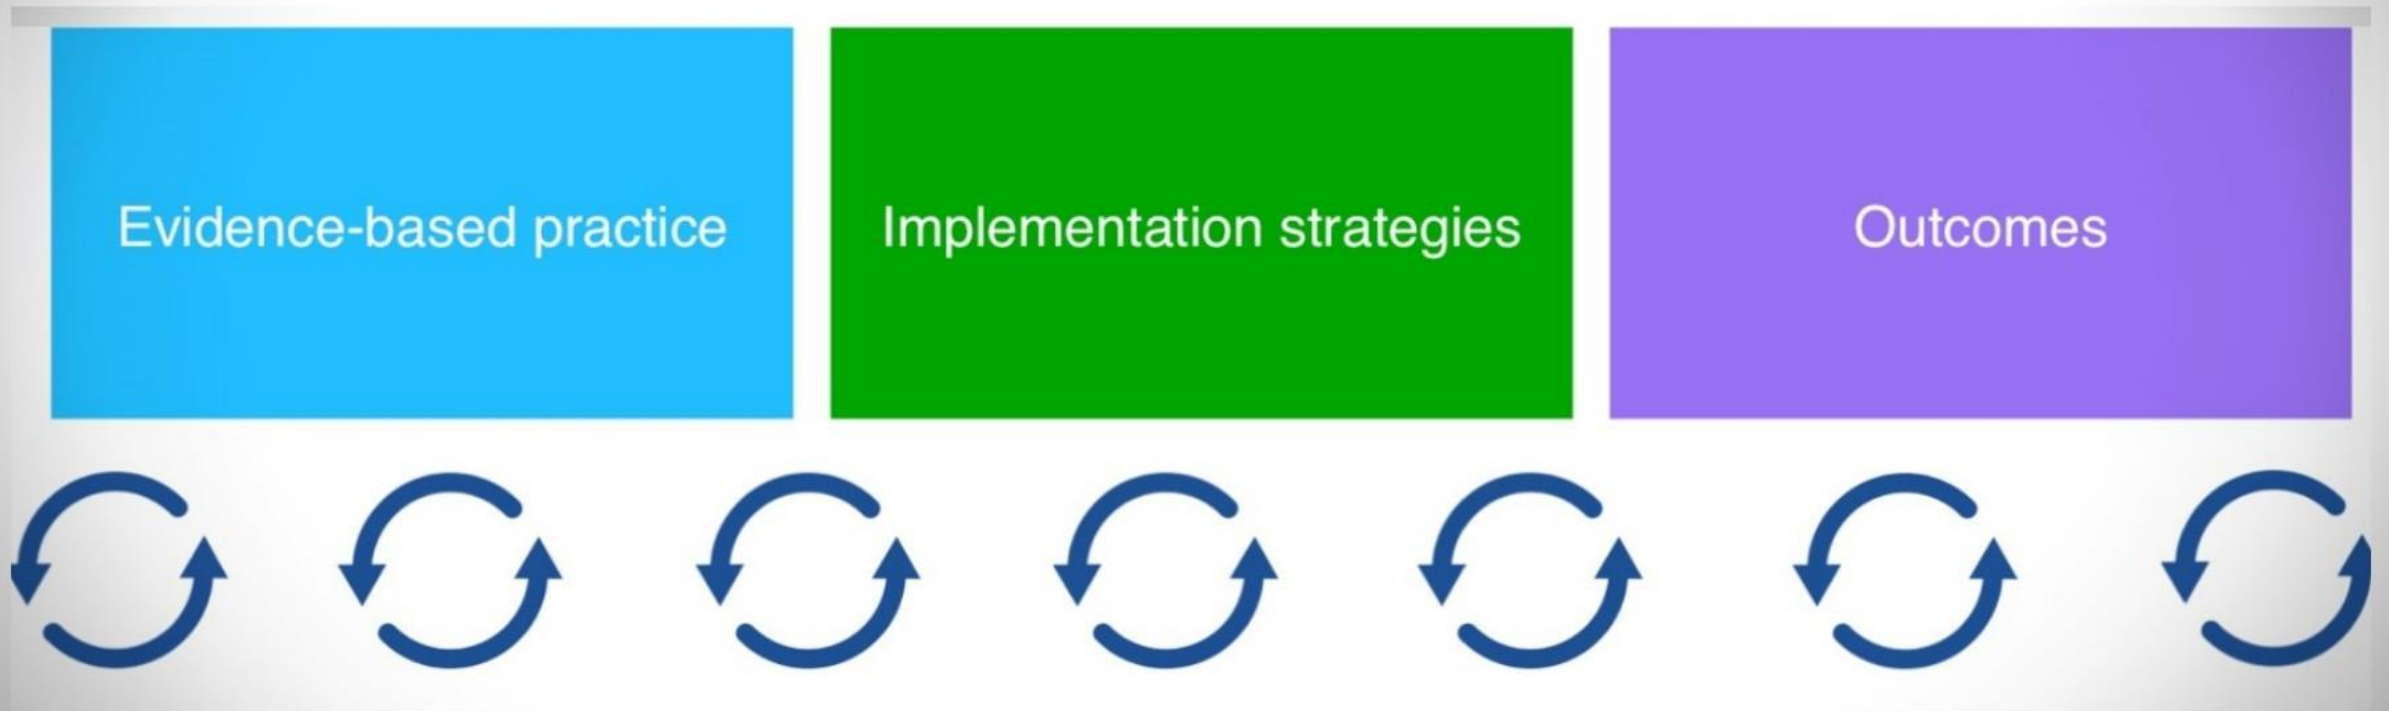 Evidence-based practice
Implementation strategies
Outcomes